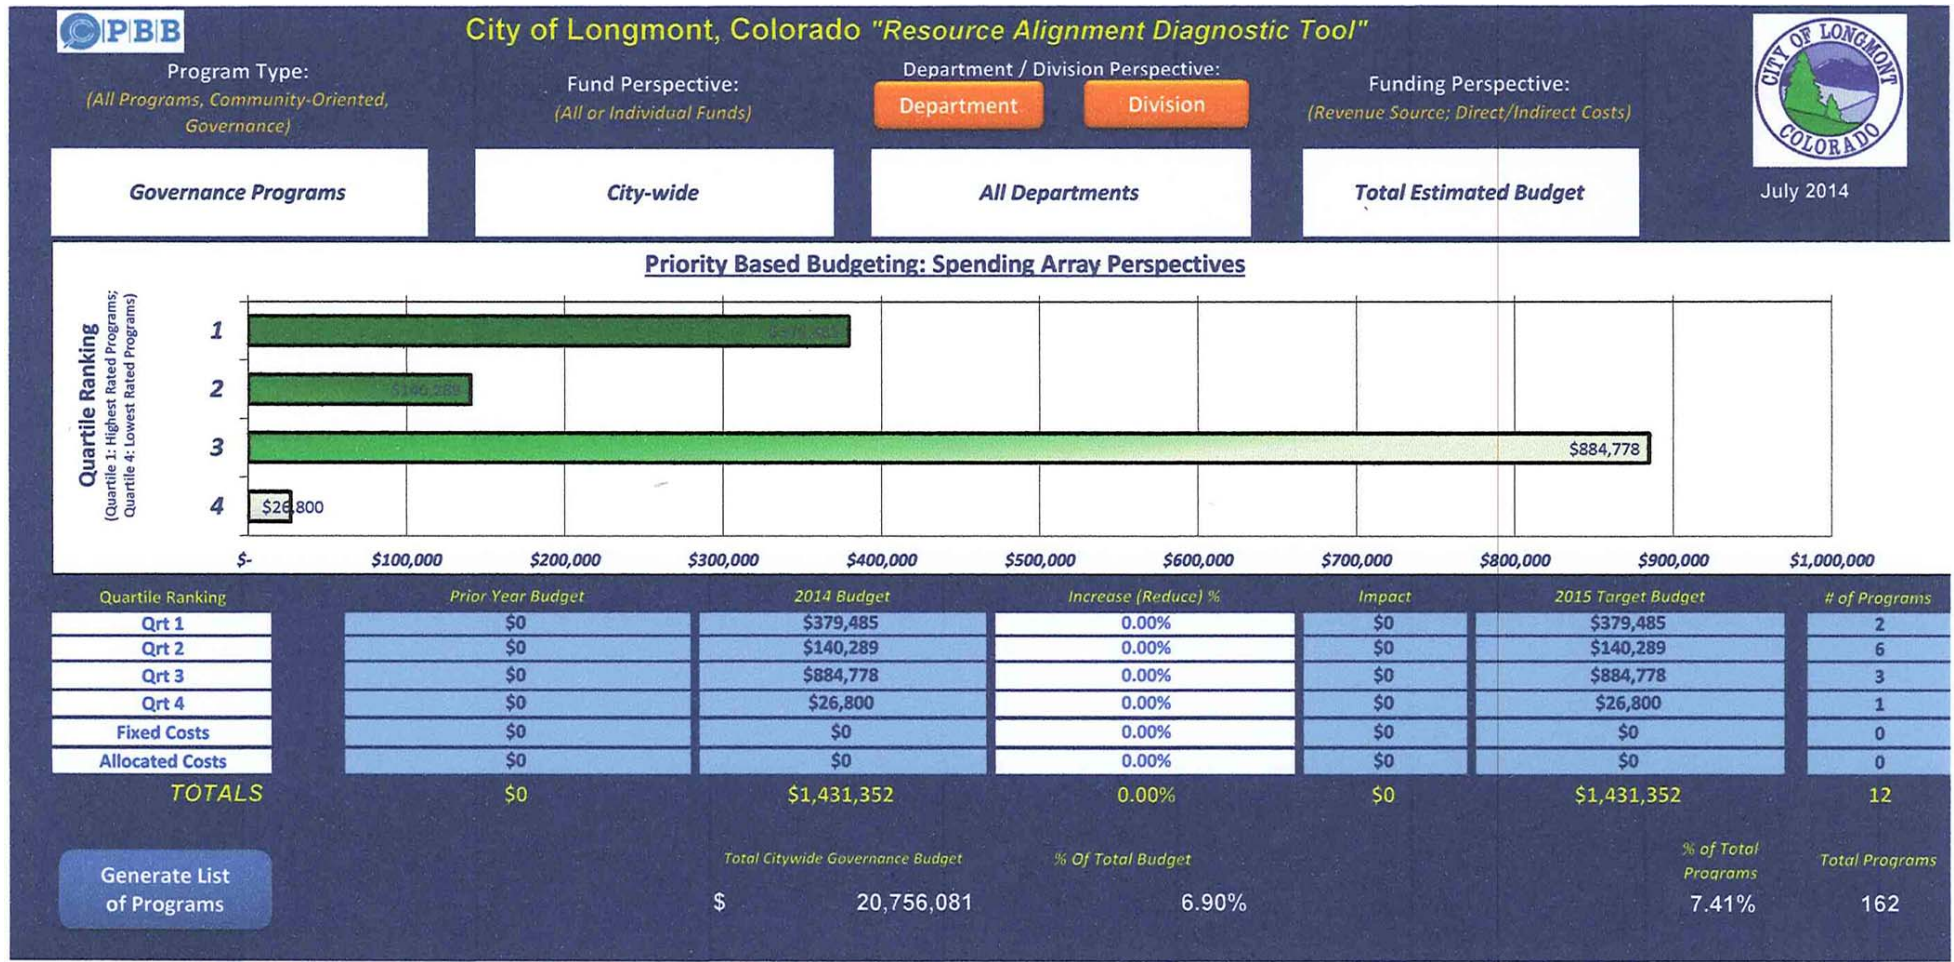 PBB
City of Longmont, Colorado "Resource Alignment Diagnostic Tool"
Program Type:
(All Programs, Community-Oriented,
Governance)
Fund Perspective:
(All or Individual Funds)
Department / Division Perspective:
Department
Division
Funding Perspective:
(Revenue Source; Direct/Indirect Costs)
CITY OF LONGMONT
COLORADO
Governance Programs
City-wide
All Departments
Total Estimated Budget
July 2014
Priority Based Budgeting: Spending Array Perspectives
Quartile Ranking
(Quartile 1: Highest Rated Programs;
Quartile 4: Lowest Rated Programs)
1
2 $140,289
3 $884,778
4 $26,800
$- $100,000 $200,000 $300,000 $400,000 $500,000 $600,000 $700,000 $800,000 $900,000 $1,000,000
Quartile Ranking Prior Year Budget 2014 Budget Increase (Reduce) % Impact 2015 Target Budget # of Programs
Qrt 1 $0 $379,485 0.00% $0 $379,485 2
Qrt 2 $0 $140,289 0.00% $0 $140,289 6
Qrt 3 $0 $884,778 0.00% $0 $884,778 3
Qrt 4 $0 $26,800 0.00% $0 $26,800 1
Fixed Costs $0 $0 0.00% $0 $0 0
Allocated Costs $0 $0 0.00% $0 $0 0
TOTALS $0 $1,431,352 0.00% $0 $1,431,352 12
Generate List
of Programs
Total Citywide Governance Budget
$ 20,756,081
% Of Total Budget
6.90%
% of Total
Programs
7.41%
Total Programs
162